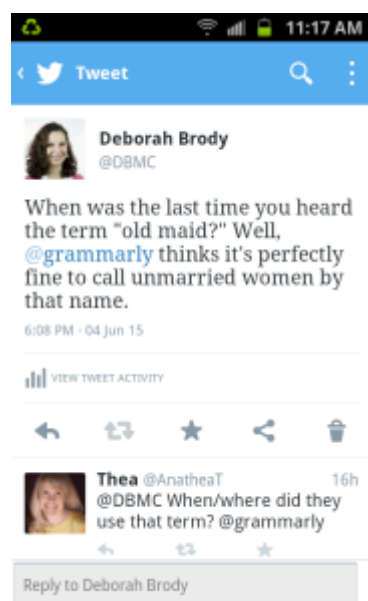 11:17 AM
Tweet
Deborah Brody
@DBMC
When was the last time you heard
the term "old maid?" Well,
@grammarly thinks it's perfectly
fine to call unmarried women by
that name.
6:08 PM · 04 Jun 15
VIEW TWEET ACTIVITY
Thea @AnatheaT 16h
@DBMC When/where did they
use that term? @grammarly
Reply to Deborah Brody